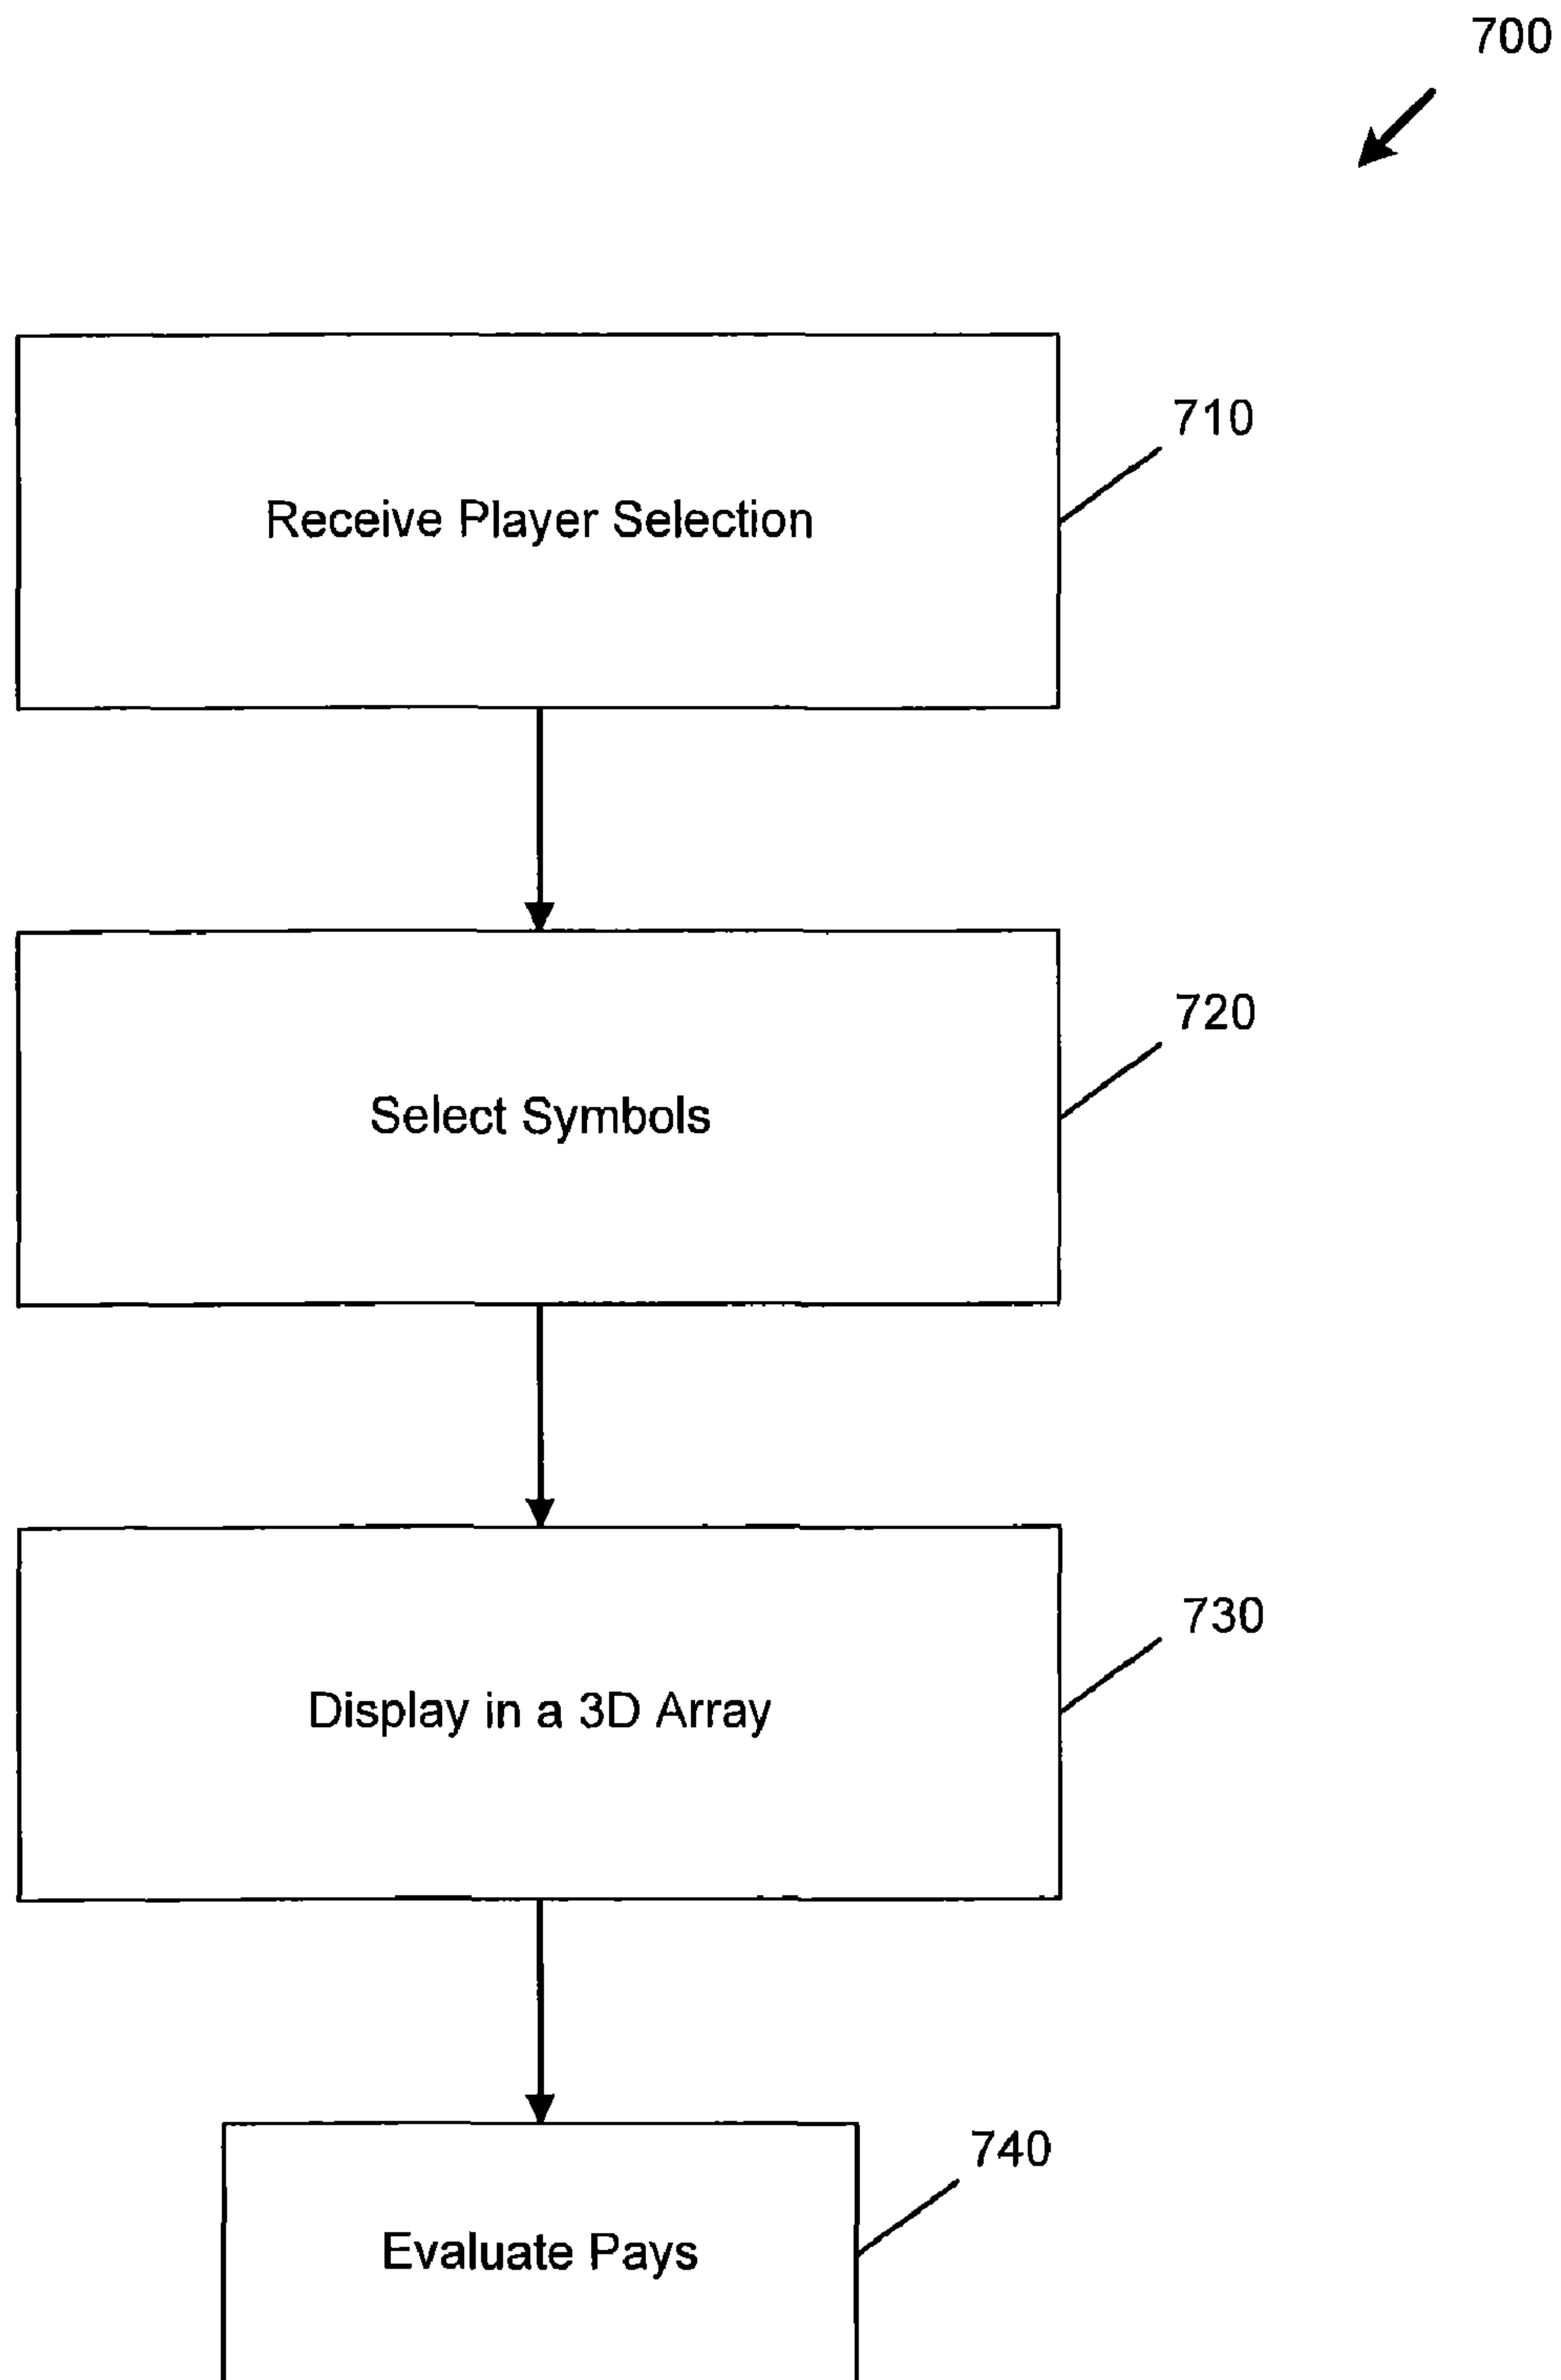 700
710
Receive Player Selection
720
Select Symbols
730
Display in a 3D Array
740
Evaluate Pays